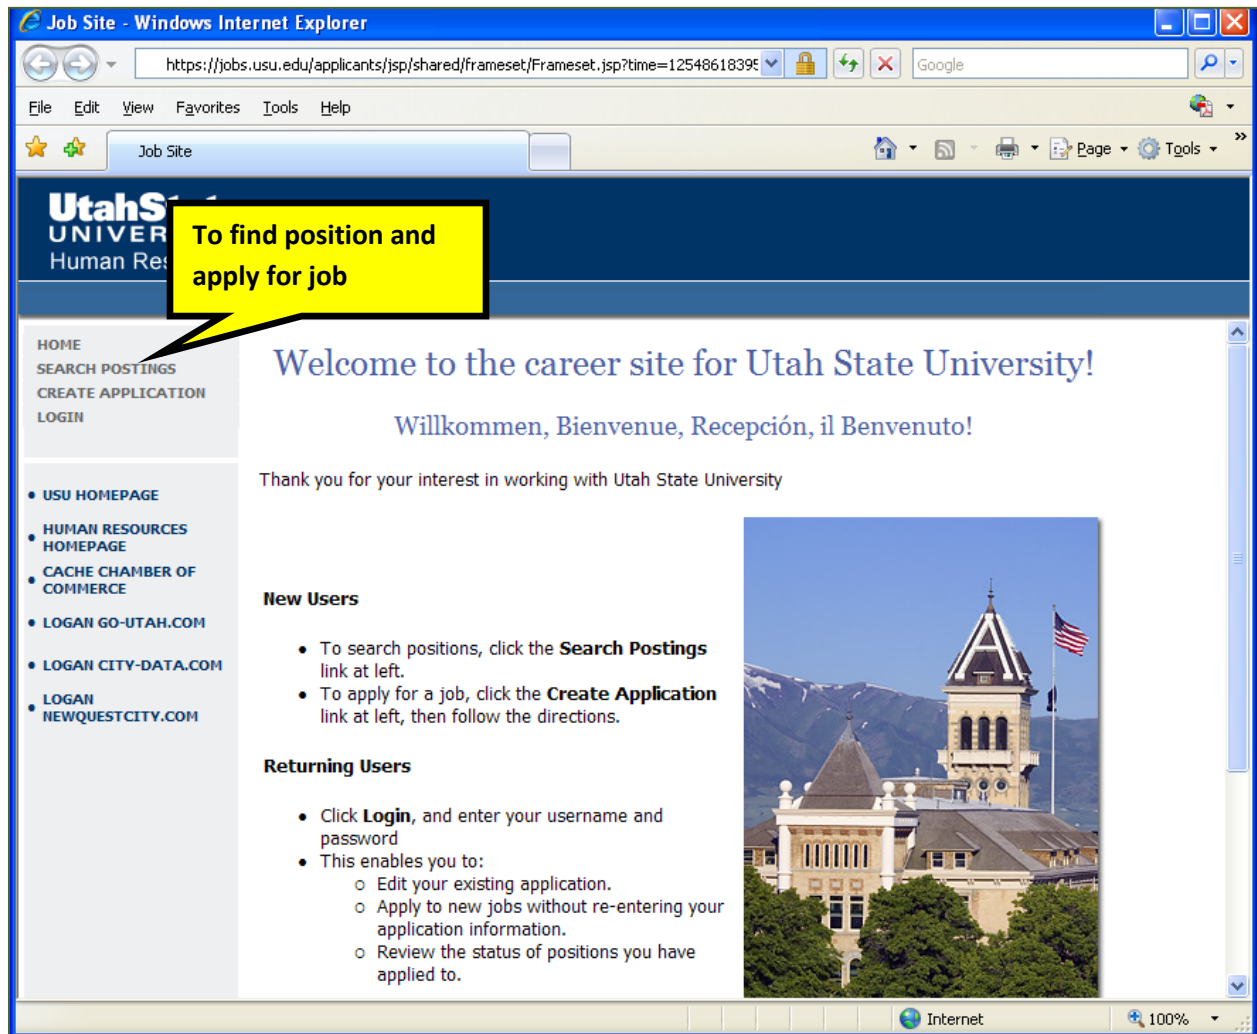 Job Site - Windows Internet Explorer
https://jobs.usu.edu/applicants/jsp/shared/frameset/Frameset.jsp?time=12548618395
Google
File Edit View Favorites Tools Help
Job Site
Page Tools
UtahSt
UNIVER
Human Res
To find position and
apply for job
HOME
SEARCH POSTINGS
CREATE APPLICATION
LOGIN
• USU HOMEPAGE
• HUMAN RESOURCES
HOMEPAGE
• CACHE CHAMBER OF
COMMERCE
• LOGAN GO-UTAH.COM
• LOGAN CITY-DATA.COM
• LOGAN
NEWQUESTCITY.COM
Welcome to the career site for Utah State University!
Willkommen, Bienvenue, Recepción, il Benvenuto!
Thank you for your interest in working with Utah State University
New Users
• To search positions, click the Search Postings
link at left.
• To apply for a job, click the Create Application
link at left, then follow the directions.
Returning Users
• Click Login, and enter your username and
password
• This enables you to:
○ Edit your existing application.
○ Apply to new jobs without re-entering your
application information.
○ Review the status of positions you have
applied to.
Internet
100%